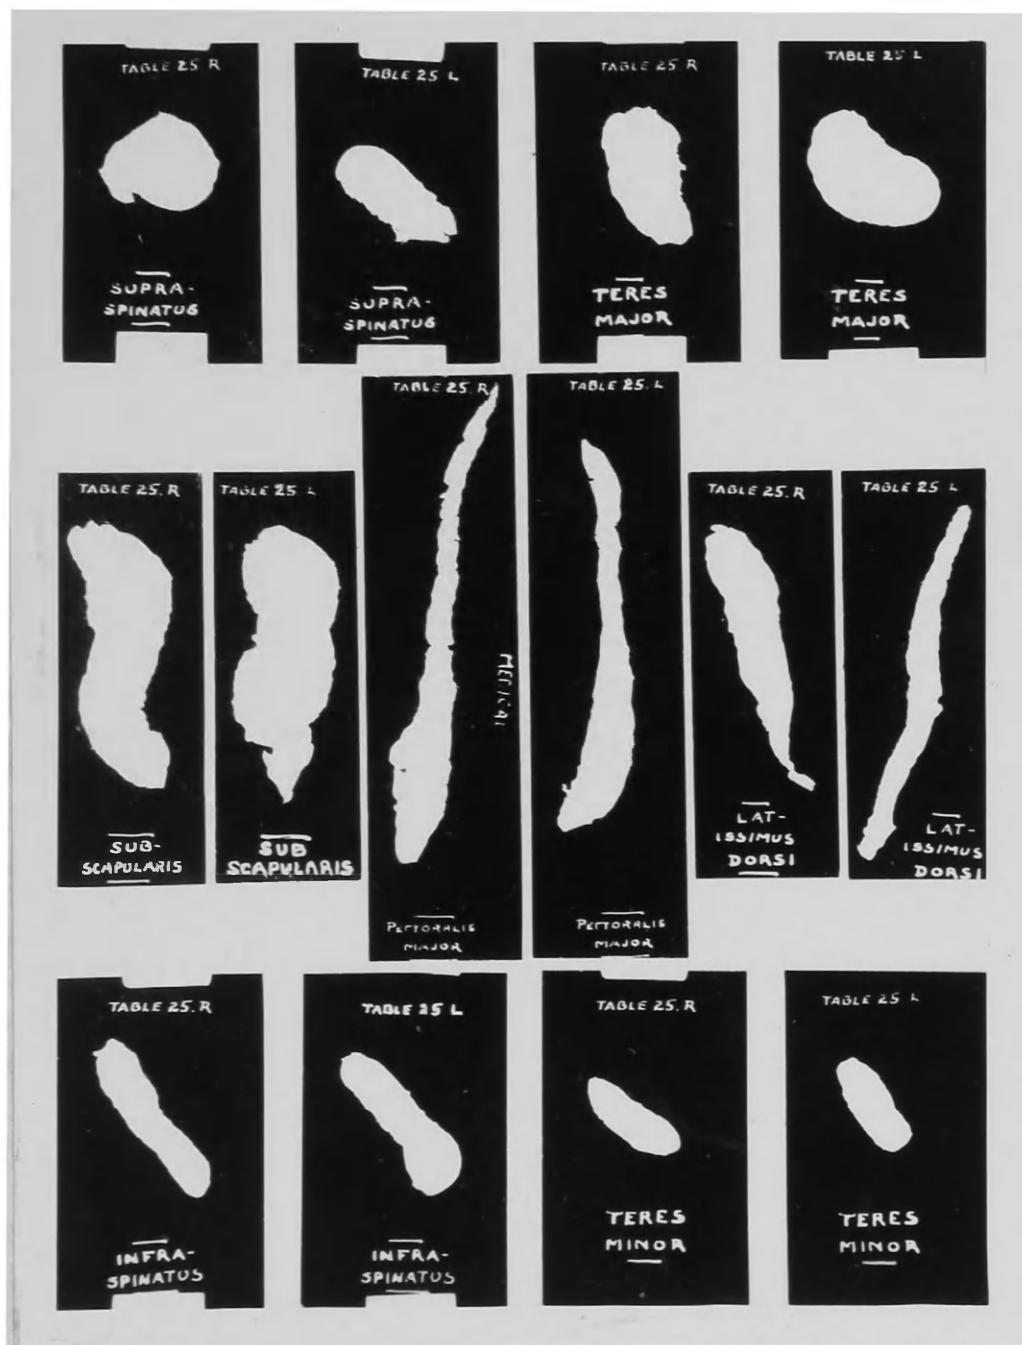 TABLE 25. R
SUPRA-
SPINATUS
TABLE 25 L
SUPRA-
SPINATUS
TABLE 25 R
TERES
MAJOR
TABLE 25 L
TERES
MAJOR
TABLE 25. R
SUB-
SCAPULARIS
TABLE 25 L
SUB
SCAPULARIS
TABLE 25. R
PECTORALIS
MAJOR
TABLE 25. L
PECTORALIS
MAJOR
TABLE 25. R
LAT-
ISSIMUS
DORSI
TABLE 25. L
LAT-
ISSIMUS
DORSI
TABLE 25. R
INFRA-
SPINATUS
TABLE 25 L
INFRA-
SPINATUS
TABLE 25. R
TERES
MINOR
TABLE 25 L
TERES
MINOR